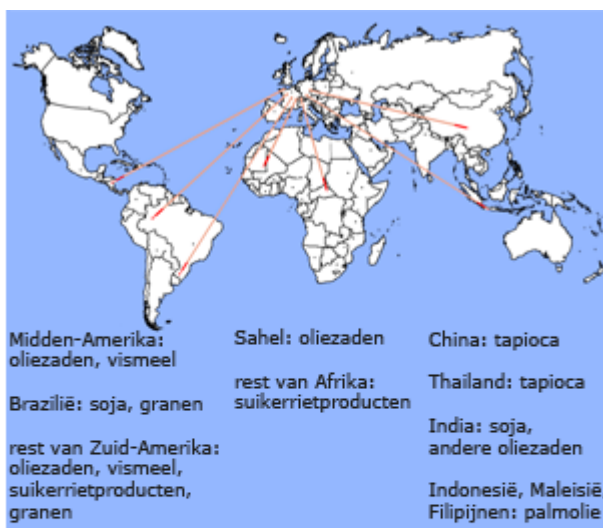 Midden-Amerika:
oliezaden, vismeel
Brazilië: soja, granen
rest van Zuid-Amerika:
oliezaden, vismeel,
suikerrietproducten,
granen
Sahel: oliezaden
rest van Afrika:
suikerrietproducten
China: tapioca
Thailand: tapioca
India: soja,
andere oliezaden
Indonesië, Maleisië
Filipijnen: palmolie